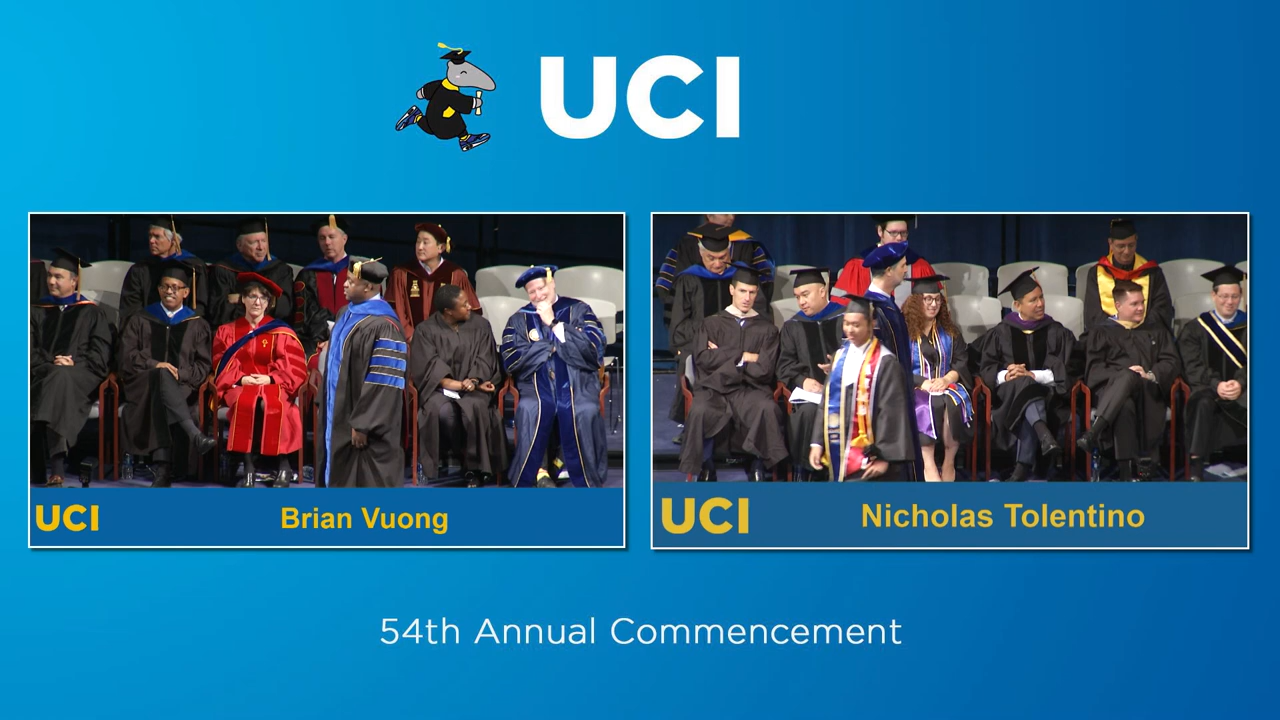 UCI
UCI
Brian Vuong
UCI
Nicholas Tolentino
54th Annual Commencement